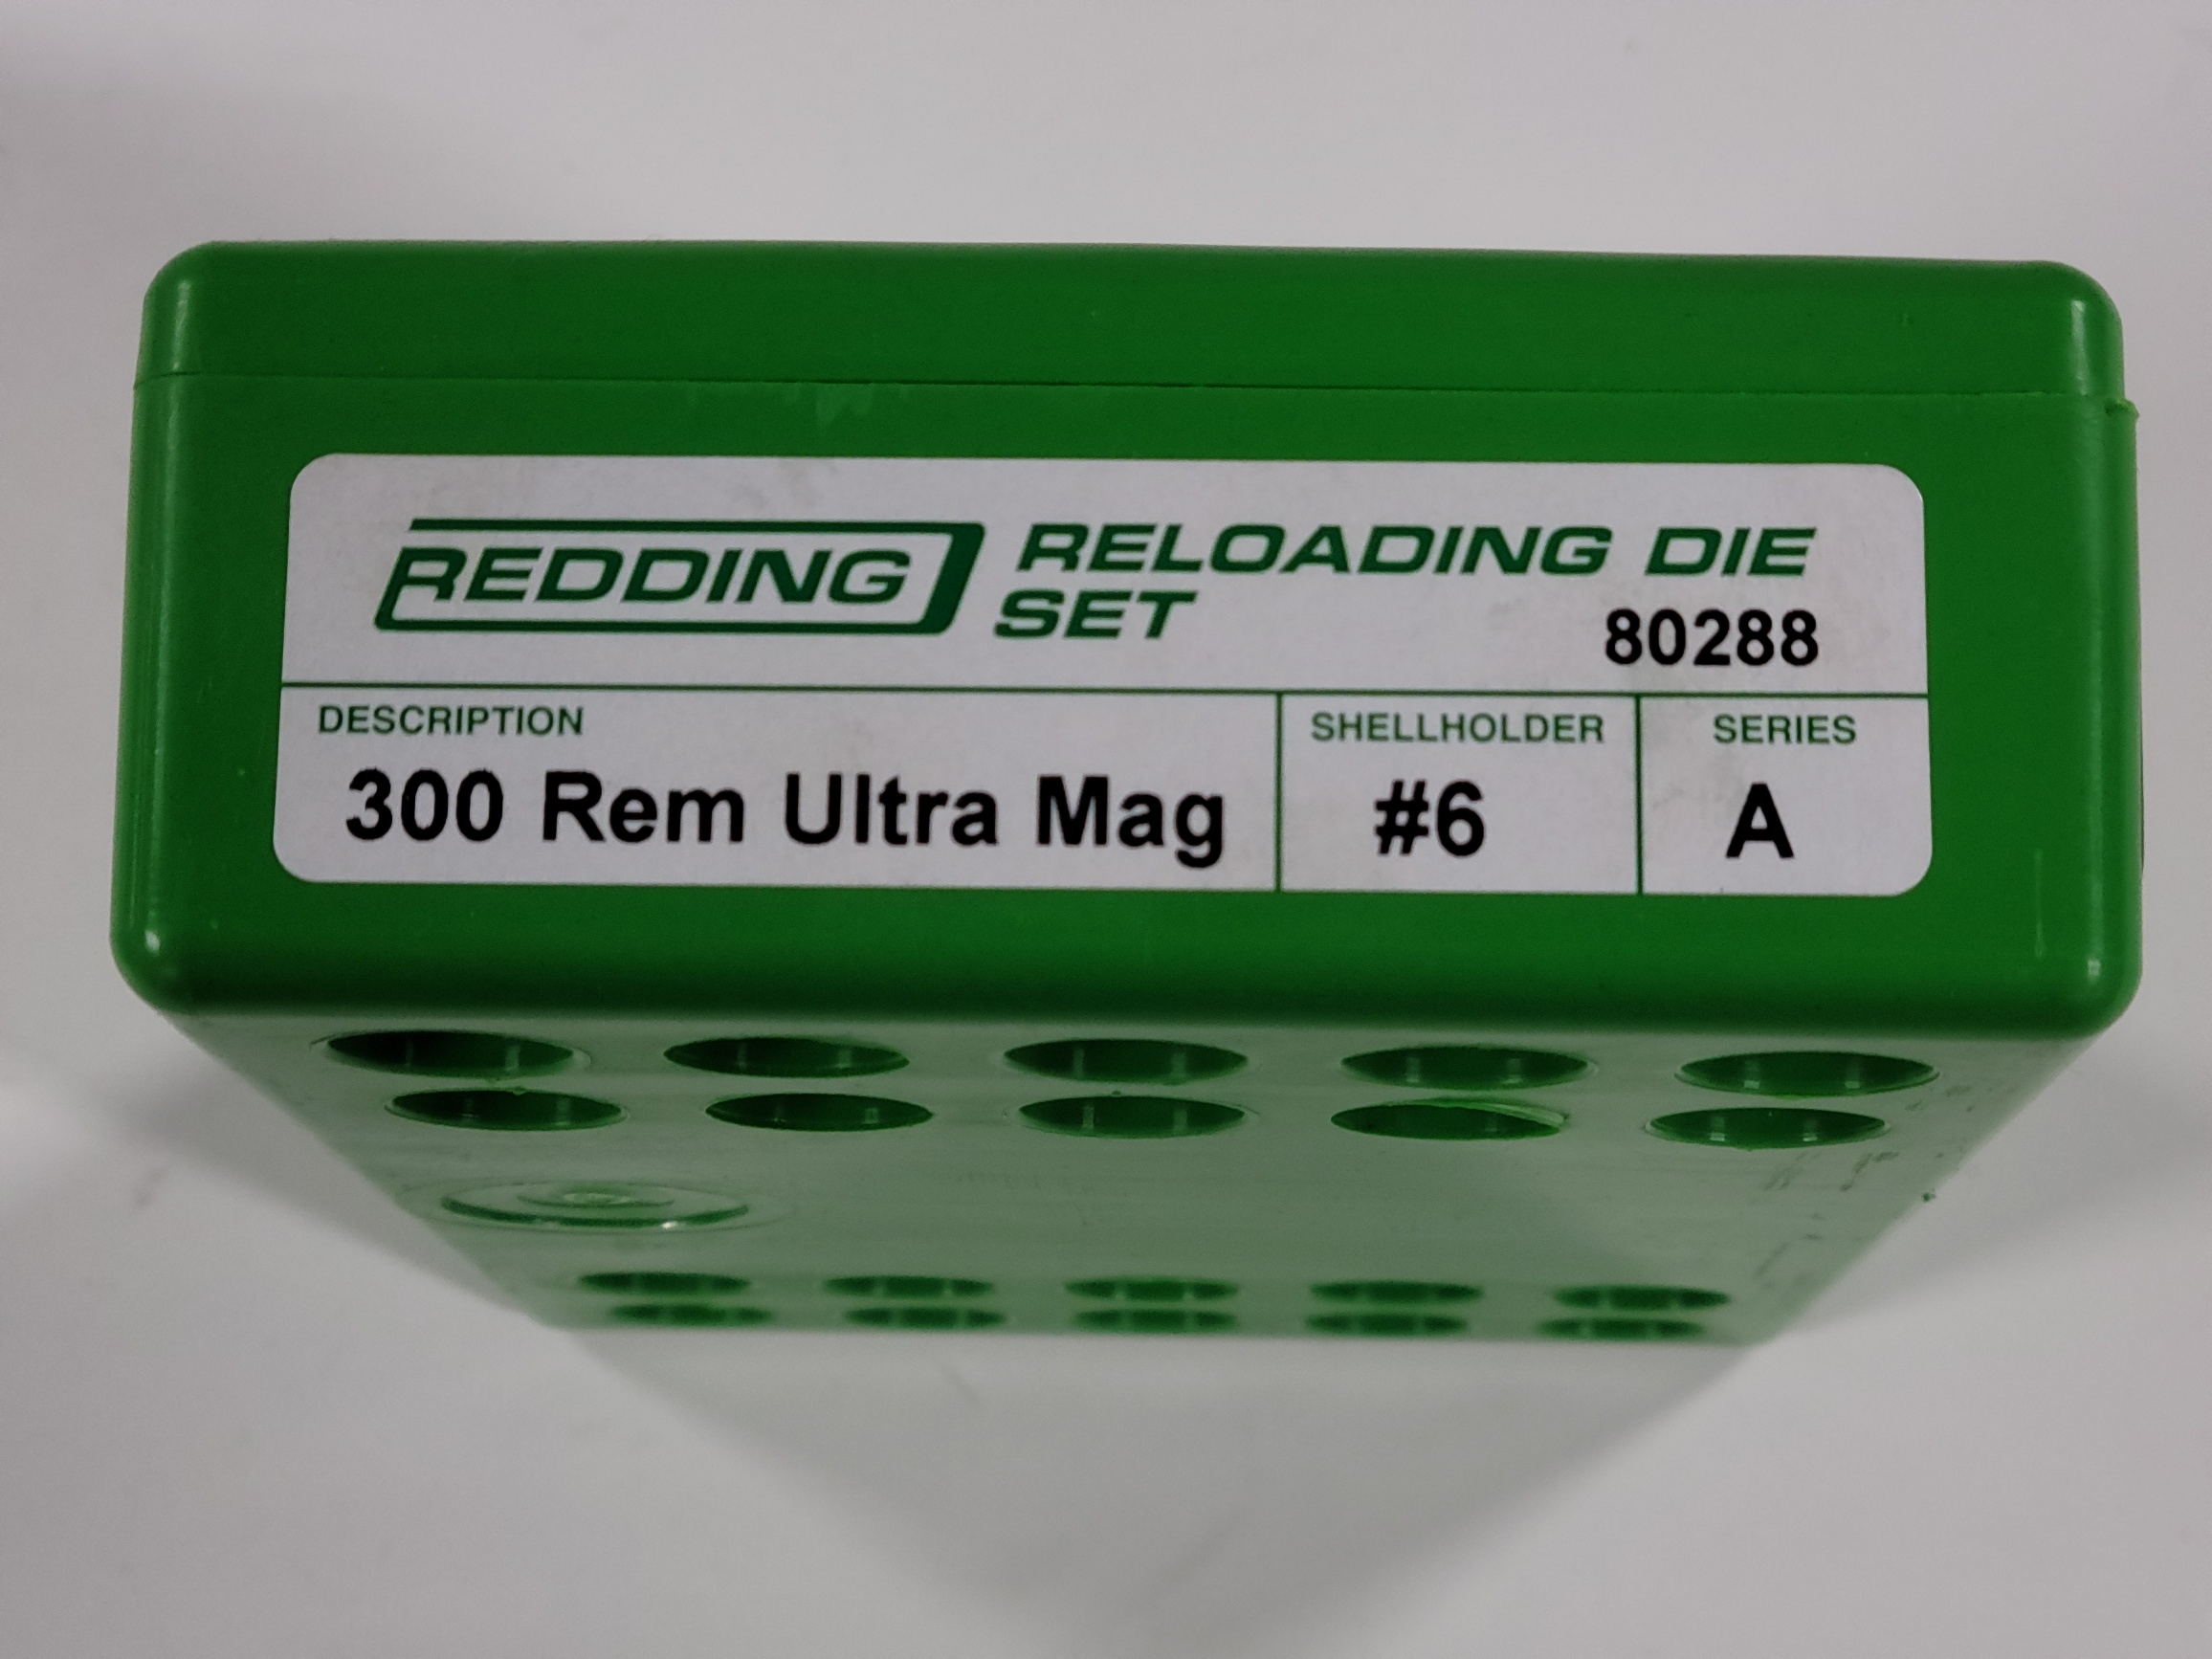 REDDING RELOADING DIE
SET
80288
DESCRIPTION SHELLHOLDER SERIES
300 Rem Ultra Mag #6 A